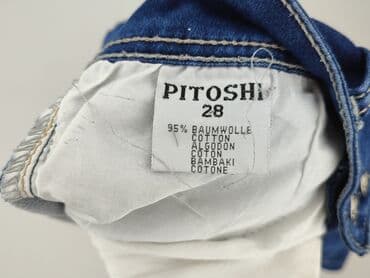 PITOSHI
28
95% BAUMWOLLE
COTTON
ALGODON
COTON
BAMBAKI
COTONE